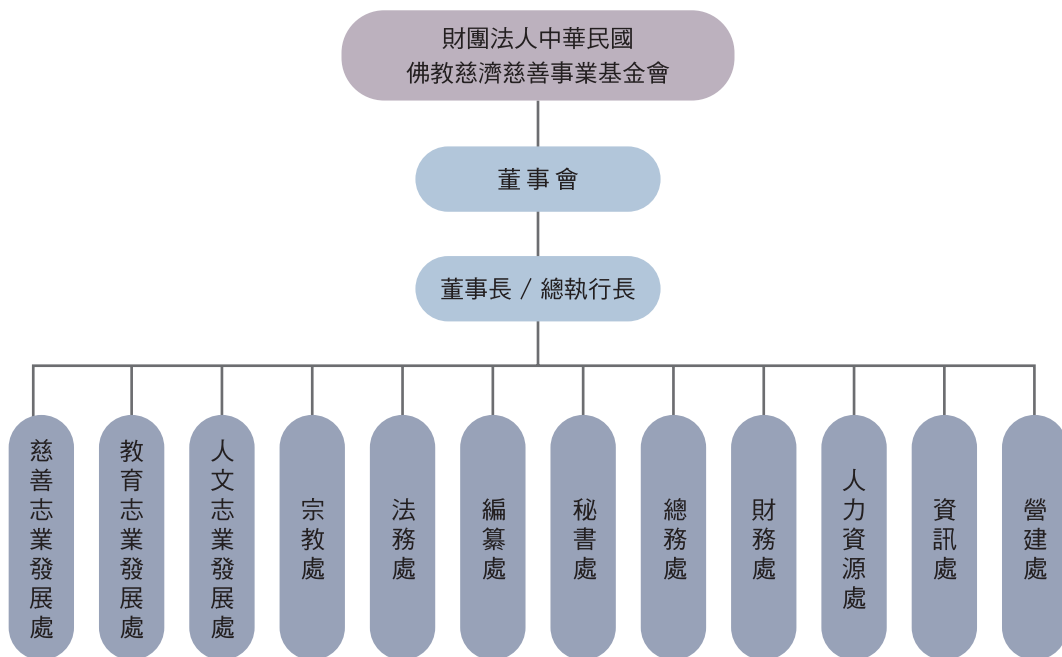 財團法人中華民國
佛教慈濟慈善事業基金會
董事會
董事長 / 總執行長
慈善志業發展處
教育志業發展處
人文志業發展處
宗教處
法務處
編纂處
秘書處
總務處
財務處
人力資源處
資訊處
營建處